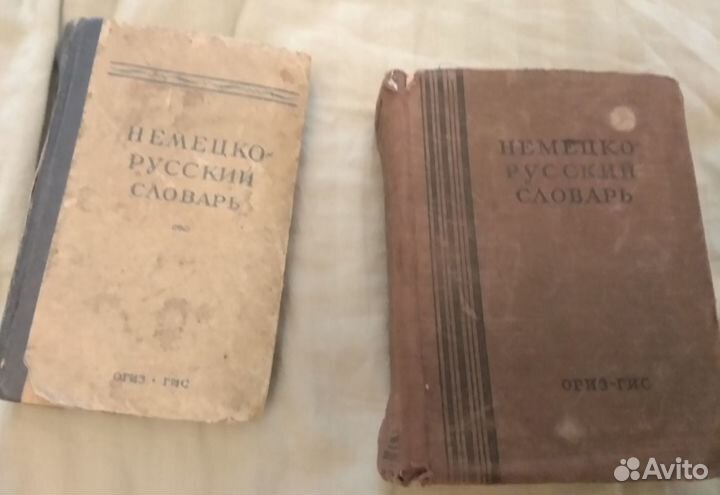 НЕМЕЦКО-
РУССКИЙ
СЛОВАРЬ
ОГИЗ · ГИС
НЕМЕЦКО-
РУССКИЙ
СЛОВАРЬ
ОГИЗ-ГИС
Avito